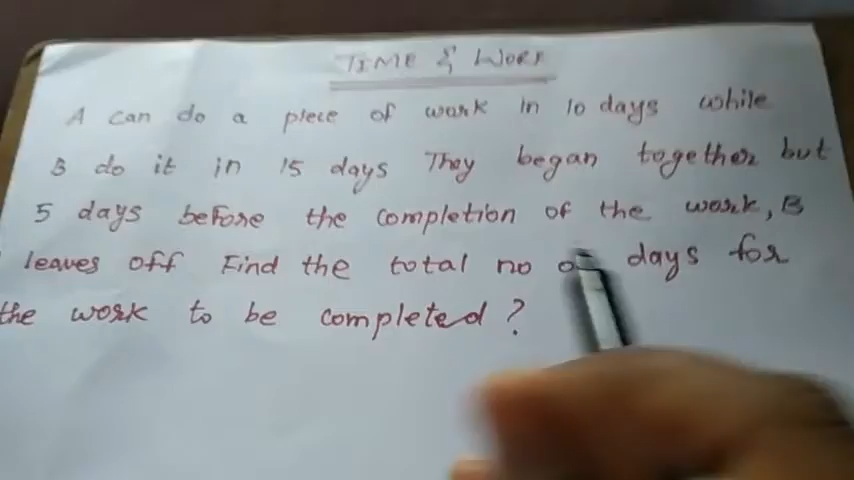 TIME & WORK
A can do a piece of work in 10 days while
B do it in 15 days They began together but
5 days before the completion of the work, B
leaves off Find the total no of days for
the work to be completed ?